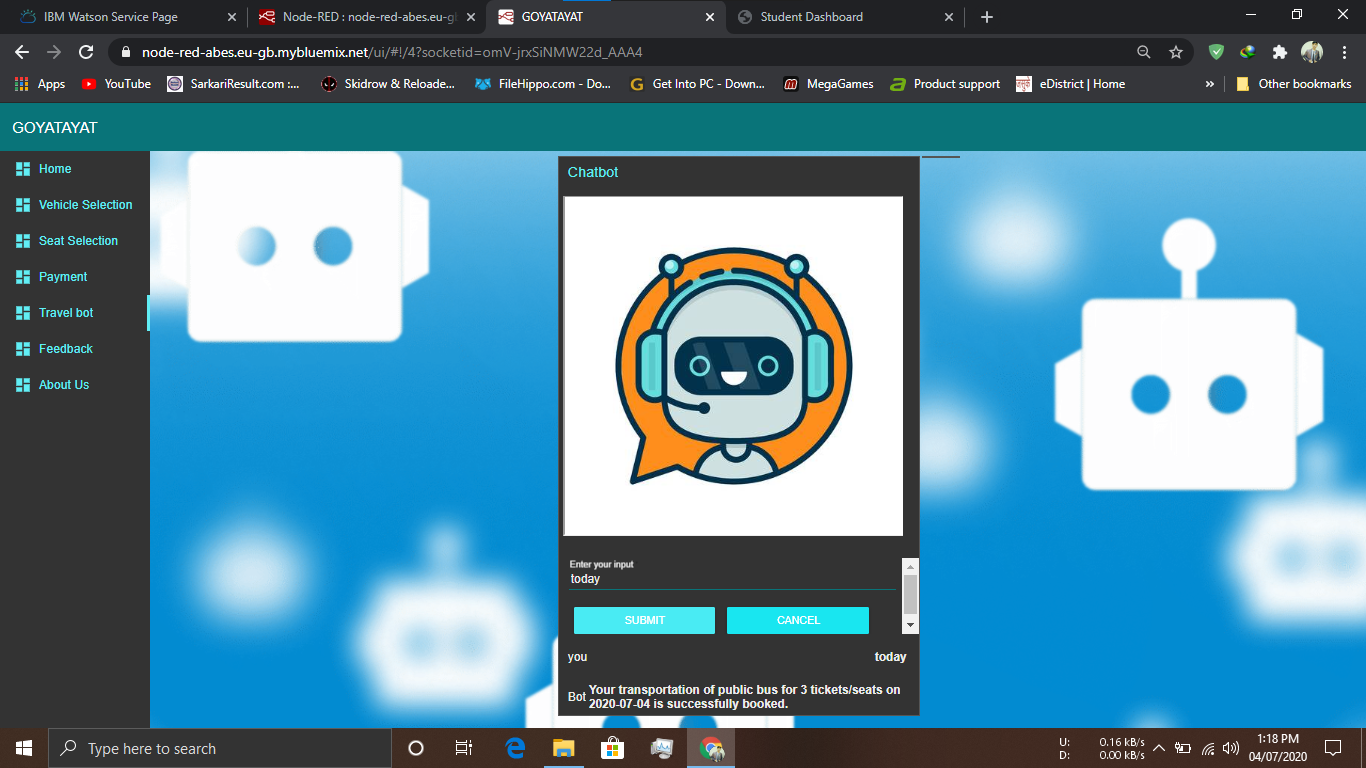 IBM Watson Service Page
Node-RED : node-red-abes.eu-gb
GOYATAYAT
Student Dashboard
node-red-abes.eu-gb.mybluemix.net/ui/#!/4?socketid=omV-jrxSiNMW22d_AAA4
Apps
YouTube
SarkariResult.com :...
Skidrow & Reloade...
FileHippo.com - Do...
Get Into PC - Down...
MegaGames
Product support
eDistrict | Home
»
Other bookmarks
GOYATAYAT
Home
Vehicle Selection
Seat Selection
Payment
Travel bot
Feedback
About Us
Chatbot
Enter your input
today
SUBMIT
CANCEL
you
today
Bot
Your transportation of public bus for 3 tickets/seats on
2020-07-04 is successfully booked.
Type here to search
U:
0.16 kB/s
D:
0.00 kB/s
1:18 PM
04/07/2020